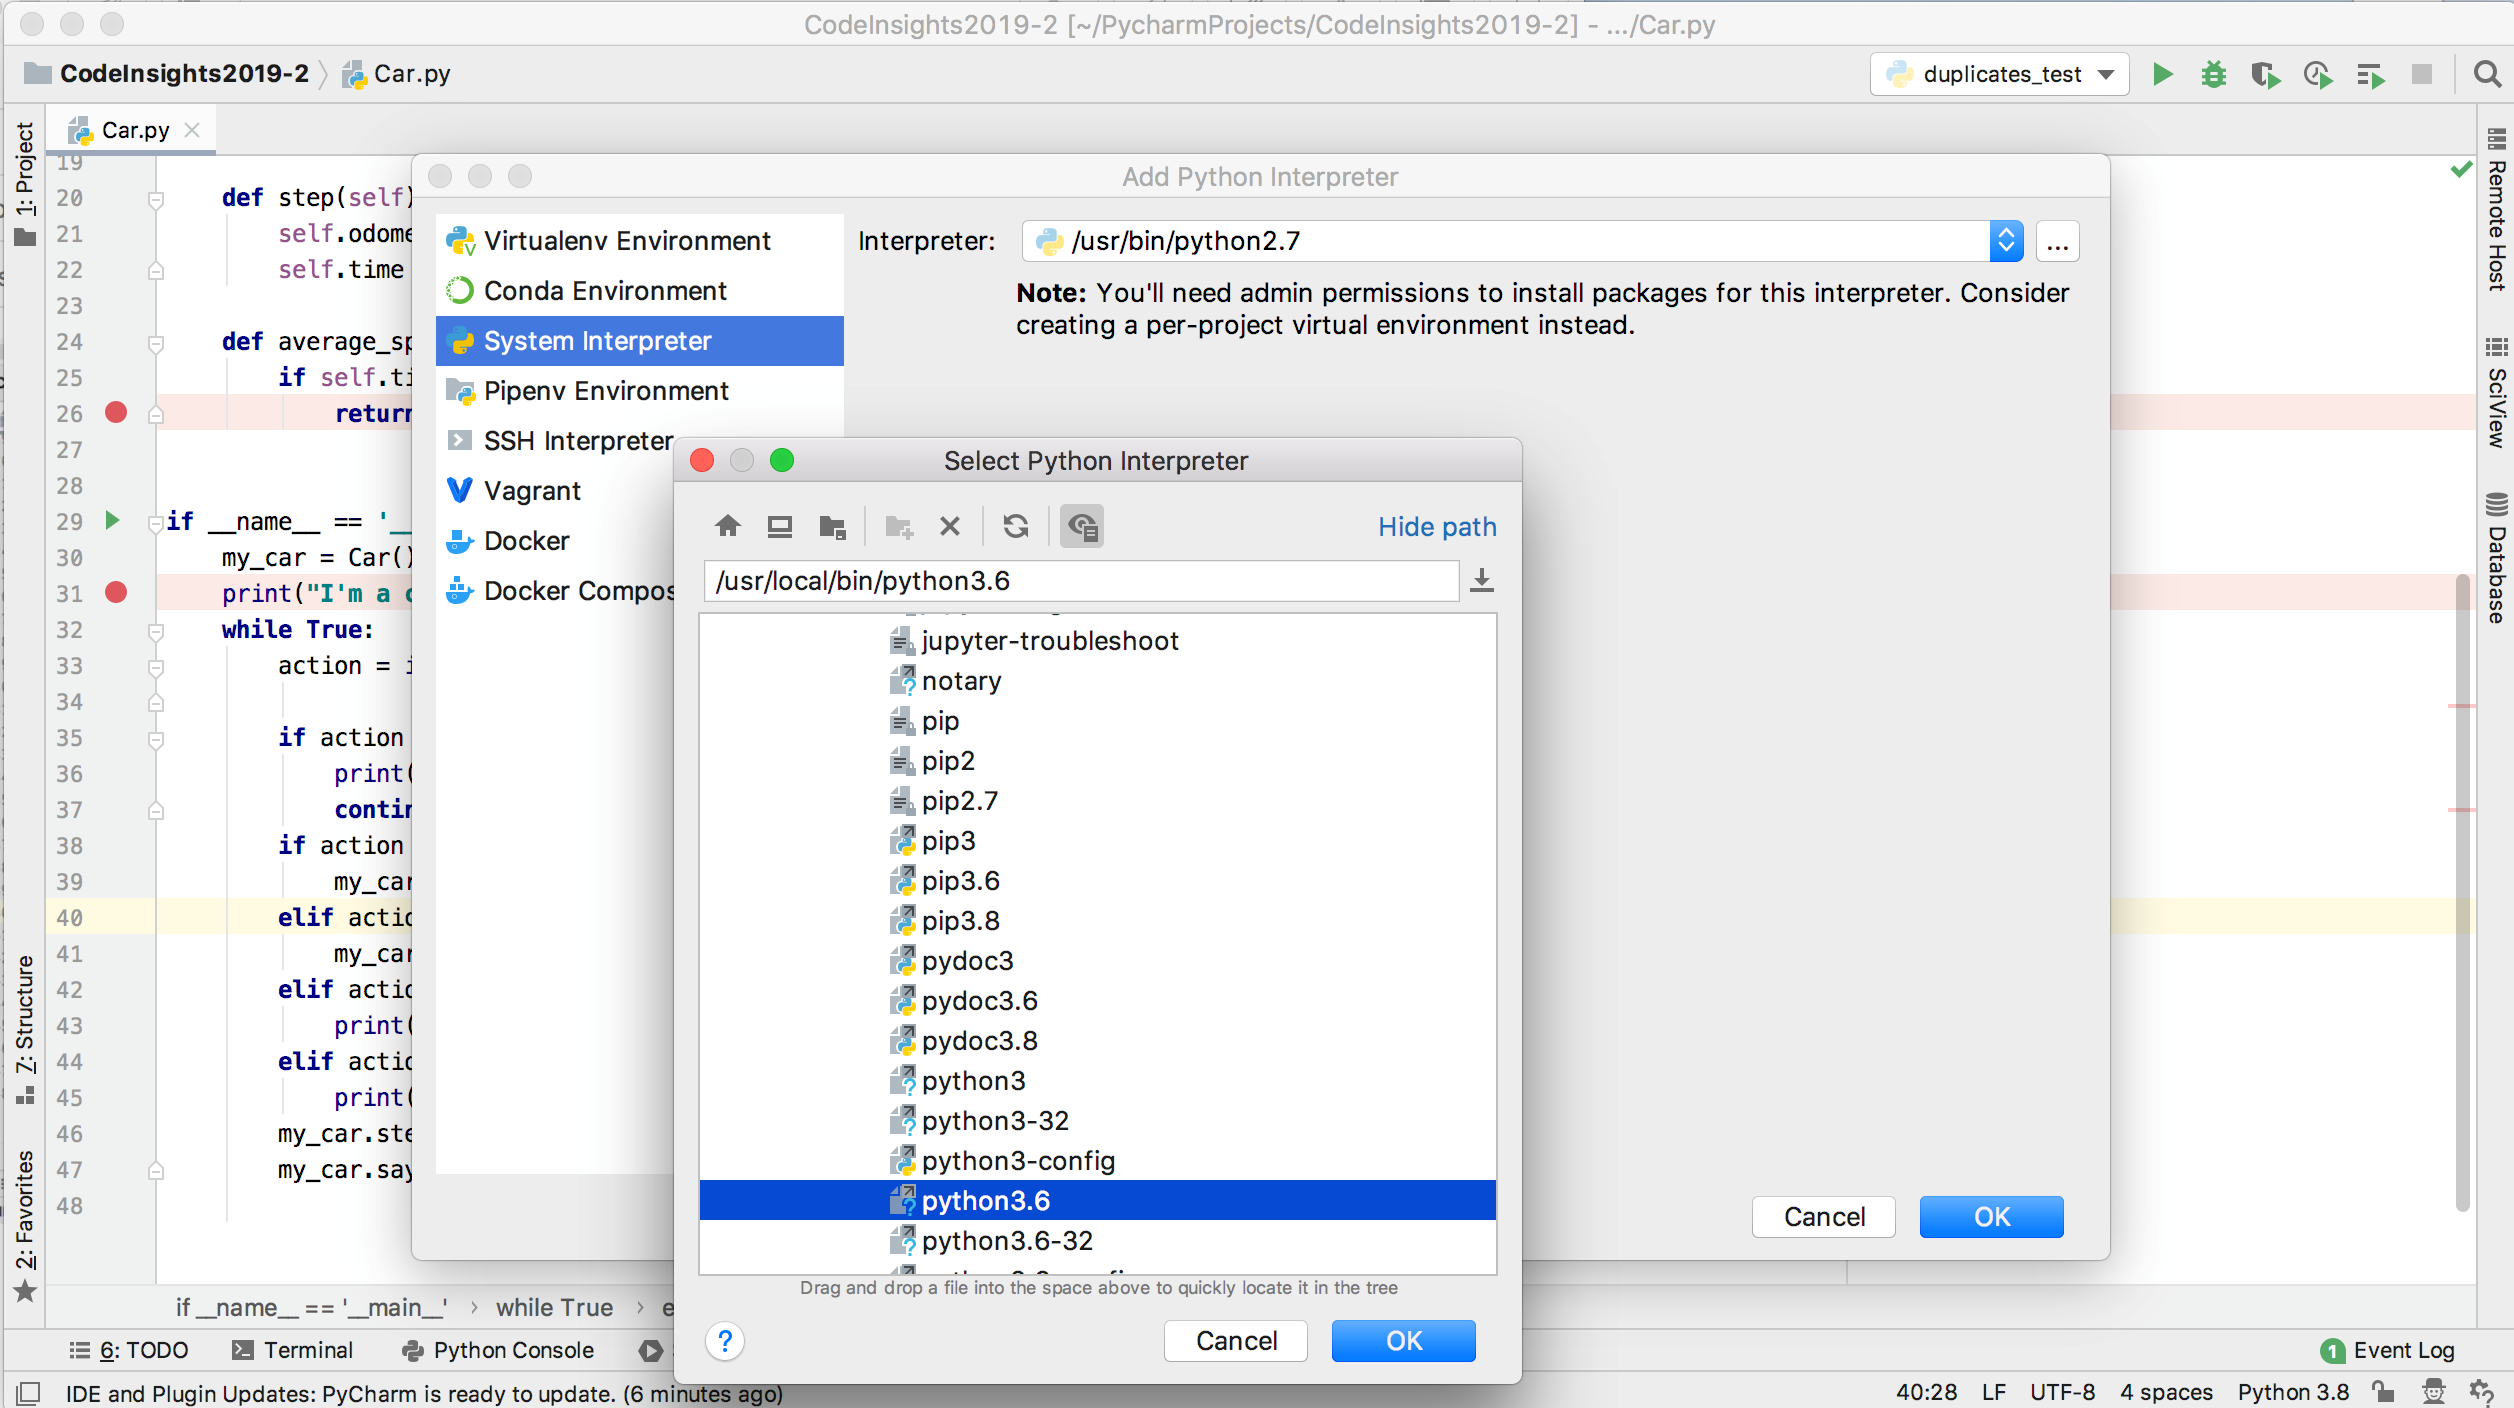 CodeInsights2019-2 [~/PycharmProjects/CodeInsights2019-2] - .../Car.py
CodeInsights2019-2
Car.py
duplicates_test
Car.py
1: Project
7: Structure
2: Favorites
19
20 def step(self)
21 self.odome
22 self.time
23
24 def average_sp
25 if self.ti
26 return
27
28
29 if __name__ == '__
30 my_car = Car()
31 print("I'm a c
32 while True:
33 action = i
34
35 if action
36 print(
37 contin
38 if action
39 my_car
40 elif actio
41 my_car
42 elif actio
43 print(
44 elif actio
45 print(
46 my_car.ste
47 my_car.say
48
Add Python Interpreter
Virtualenv Environment
Conda Environment
System Interpreter
Pipenv Environment
SSH Interpreter
Vagrant
Docker
Docker Compos
Interpreter: /usr/bin/python2.7 ...
Note: You'll need admin permissions to install packages for this interpreter. Consider
creating a per-project virtual environment instead.
Cancel OK
Select Python Interpreter
Hide path
/usr/local/bin/python3.6
jupyter-troubleshoot
notary
pip
pip2
pip2.7
pip3
pip3.6
pip3.8
pydoc3
pydoc3.6
pydoc3.8
python3
python3-32
python3-config
python3.6
python3.6-32
Drag and drop a file into the space above to quickly locate it in the tree
? Cancel OK
Remote Host
SciView
Database
if __name__ == '__main__' › while True › e
6: TODO Terminal Python Console
1 Event Log
IDE and Plugin Updates: PyCharm is ready to update. (6 minutes ago)
40:28 LF UTF-8 4 spaces Python 3.8